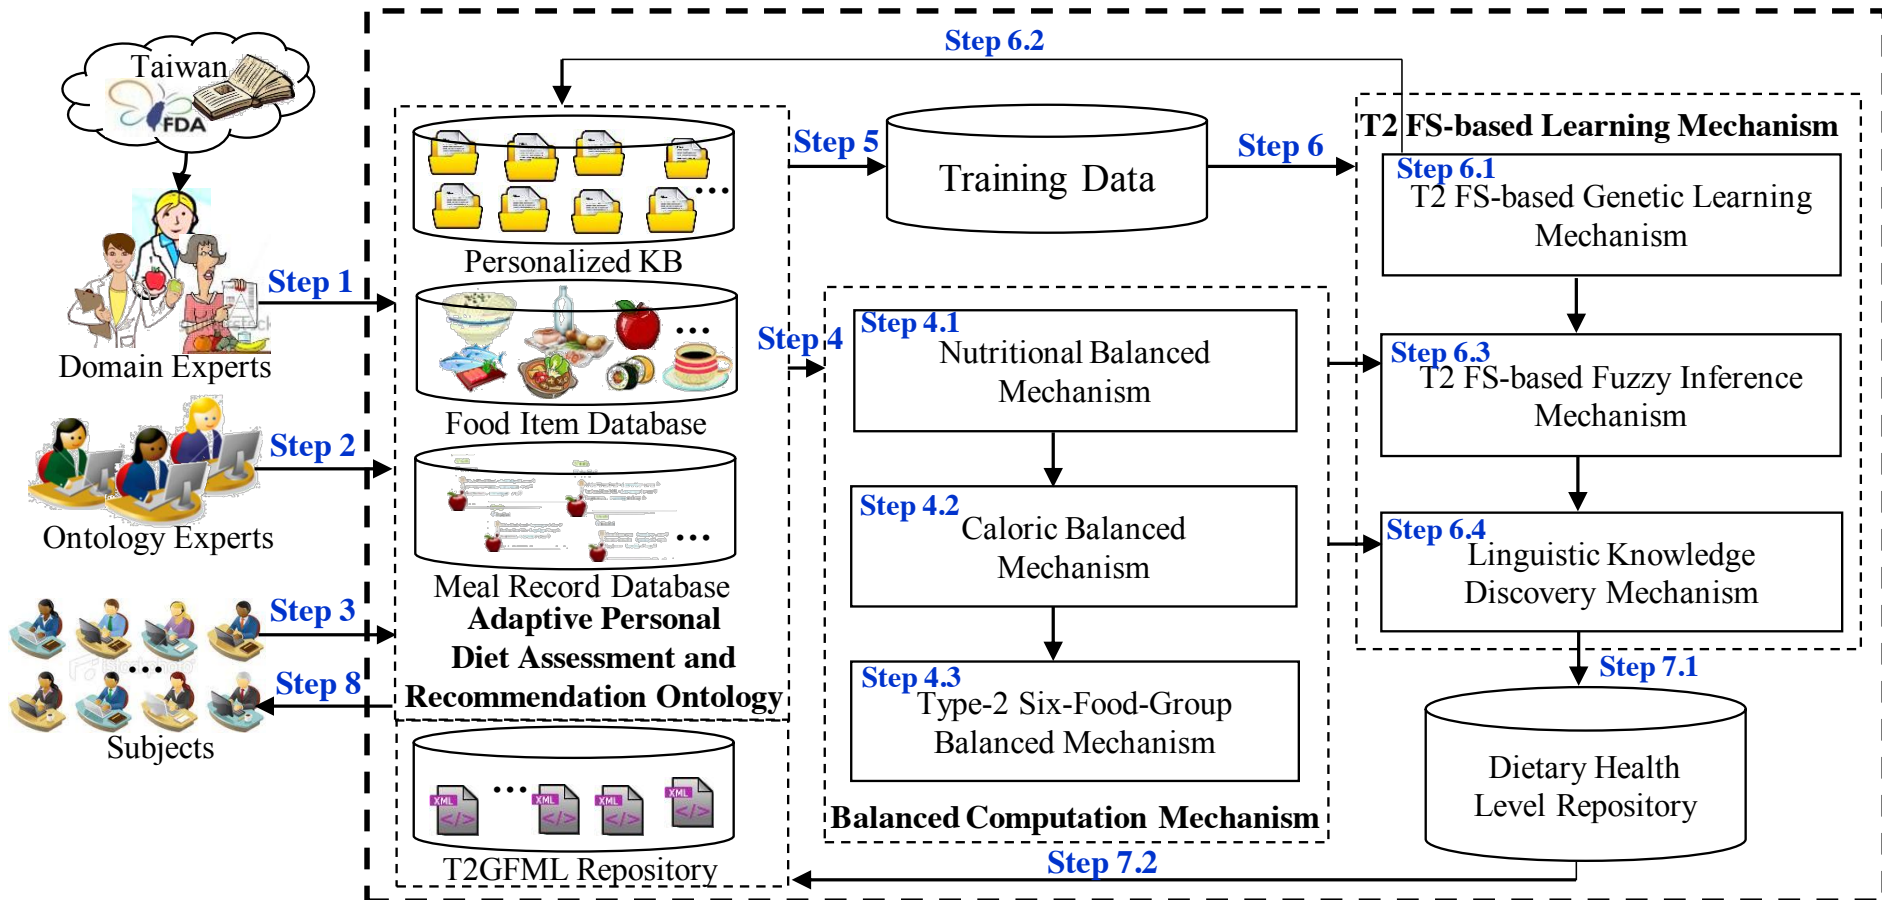 Taiwan
FDA
Step 1
Domain Experts
Step 2
Ontology Experts
Step 3
Step 8
Subjects
Step 6.2
Personalized KB
Food Item Database
Meal Record Database
Adaptive Personal
Diet Assessment and
Recommendation Ontology
XML
XML
XML
XML
T2GFML Repository
Step 5
Training Data
Step 6
Step 4
Step 4.1
Nutritional Balanced
Mechanism
Step 4.2
Caloric Balanced
Mechanism
Step 4.3
Type-2 Six-Food-Group
Balanced Mechanism
Balanced Computation Mechanism
T2 FS-based Learning Mechanism
Step 6.1
T2 FS-based Genetic Learning
Mechanism
Step 6.3
T2 FS-based Fuzzy Inference
Mechanism
Step 6.4
Linguistic Knowledge
Discovery Mechanism
Step 7.1
Dietary Health
Level Repository
Step 7.2